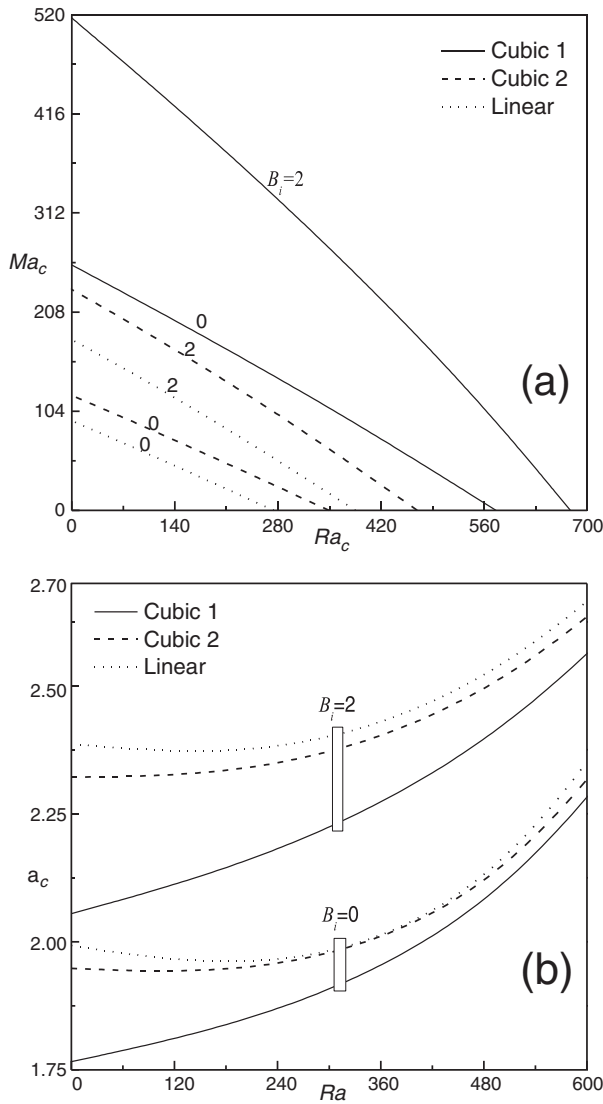 520
Cubic 1
Cubic 2
Linear
416
B_i=2
312
Ma_c
208
0
2
(a)
2
104
0
0
0
0 140 280 420 560 700
Ra_c
2.70
Cubic 1
Cubic 2
Linear
2.50
B_i=2
2.25
a_c
B_i=0
2.00
(b)
1.75
0 120 240 360 480 600
Ra